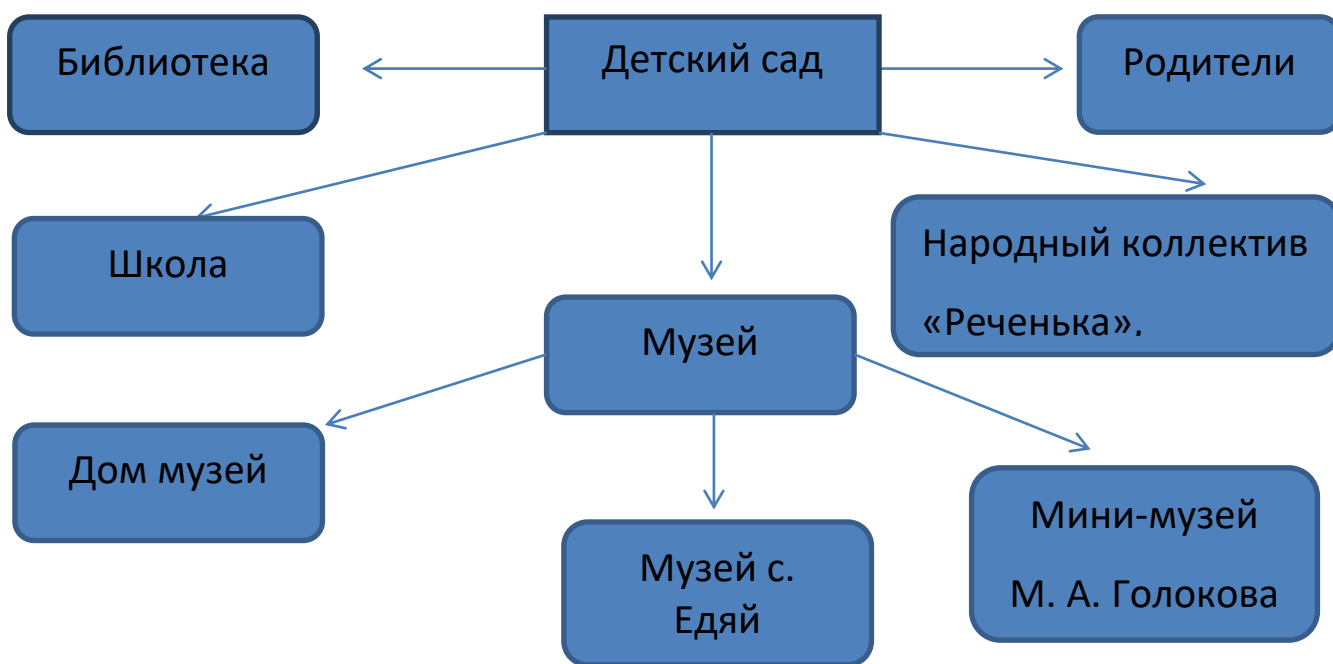 Библиотека
Детский сад
Родители
Школа
Народный коллектив
«Реченька».
Музей
Дом музей
Музей с.
Едяй
Мини-музей
М. А. Голокова